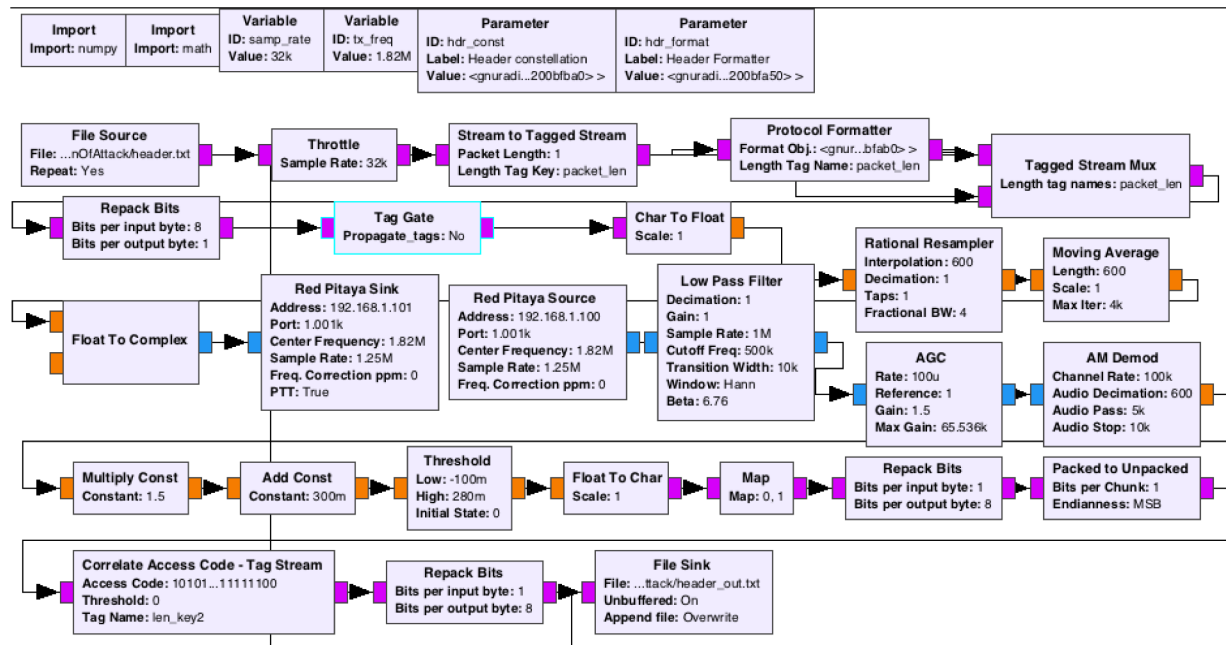 Import
Import: numpy
Import
Import: math
Variable
ID: samp_rate
Value: 32k
Variable
ID: tx_freq
Value: 1.82M
Parameter
ID: hdr_const
Label: Header constellation
Value: <gnuradi...200bfba0> >
Parameter
ID: hdr_format
Label: Header Formatter
Value: <gnuradi...200bfa50> >
File Source
File: ...nOfAttack/header.txt
Repeat: Yes
Throttle
Sample Rate: 32k
Stream to Tagged Stream
Packet Length: 1
Length Tag Key: packet_len
Protocol Formatter
Format Obj.: <gnur...bfab0> >
Length Tag Name: packet_len
Tagged Stream Mux
Length tag names: packet_len
Repack Bits
Bits per input byte: 8
Bits per output byte: 1
Tag Gate
Propagate_tags: No
Char To Float
Scale: 1
Rational Resampler
Interpolation: 600
Decimation: 1
Taps: 1
Fractional BW: 4
Moving Average
Length: 600
Scale: 1
Max Iter: 4k
Float To Complex
Red Pitaya Sink
Address: 192.168.1.101
Port: 1.001k
Center Frequency: 1.82M
Sample Rate: 1.25M
Freq. Correction ppm: 0
PTT: True
Red Pitaya Source
Address: 192.168.1.100
Port: 1.001k
Center Frequency: 1.82M
Sample Rate: 1.25M
Freq. Correction ppm: 0
Low Pass Filter
Decimation: 1
Gain: 1
Sample Rate: 1M
Cutoff Freq: 500k
Transition Width: 10k
Window: Hann
Beta: 6.76
AGC
Rate: 100u
Reference: 1
Gain: 1.5
Max Gain: 65.536k
AM Demod
Channel Rate: 100k
Audio Decimation: 600
Audio Pass: 5k
Audio Stop: 10k
Multiply Const
Constant: 1.5
Add Const
Constant: 300m
Threshold
Low: -100m
High: 280m
Initial State: 0
Float To Char
Scale: 1
Map
Map: 0, 1
Repack Bits
Bits per input byte: 1
Bits per output byte: 8
Packed to Unpacked
Bits per Chunk: 1
Endianness: MSB
Correlate Access Code - Tag Stream
Access Code: 10101...11111100
Threshold: 0
Tag Name: len_key2
Repack Bits
Bits per input byte: 1
Bits per output byte: 8
File Sink
File: ...ttack/header_out.txt
Unbuffered: On
Append file: Overwrite